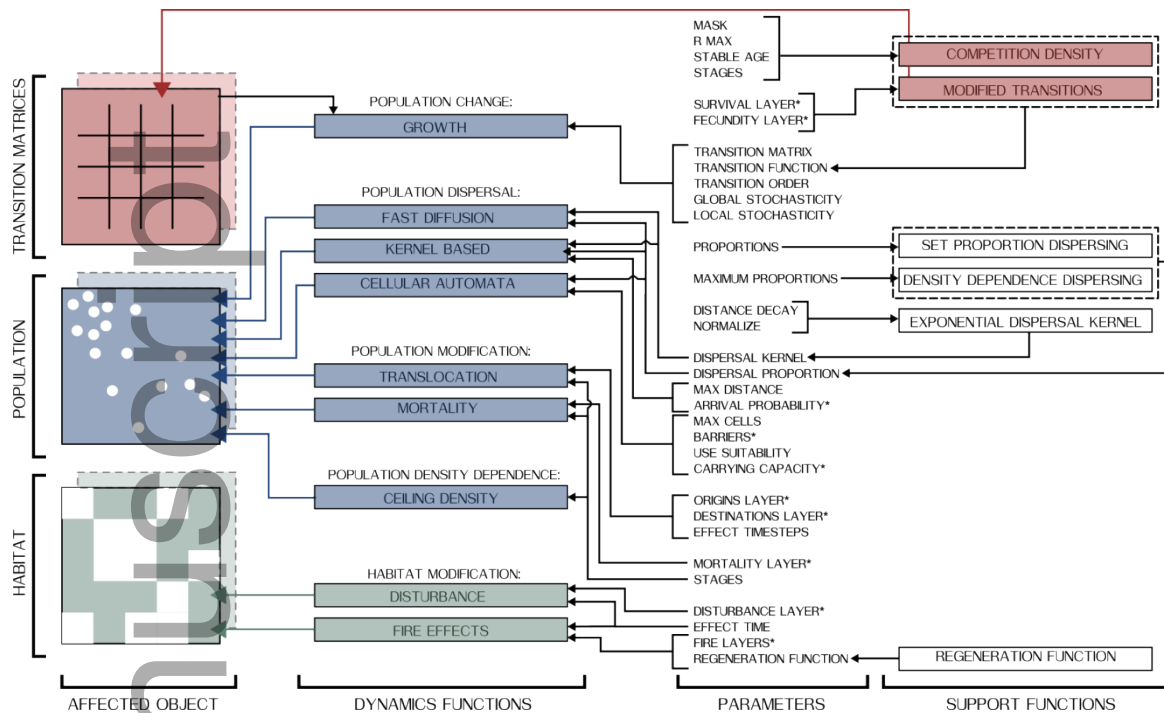 TRANSITION MATRICES
POPULATION
HABITAT
POPULATION CHANGE:
GROWTH
POPULATION DISPERSAL:
FAST DIFFUSION
KERNEL BASED
CELLULAR AUTOMATA
POPULATION MODIFICATION:
TRANSLOCATION
MORTALITY
POPULATION DENSITY DEPENDENCE:
CEILING DENSITY
HABITAT MODIFICATION:
DISTURBANCE
FIRE EFFECTS
MASK
R MAX
STABLE AGE
STAGES
SURVIVAL LAYER*
FECUNDITY LAYER*
TRANSITION MATRIX
TRANSITION FUNCTION
TRANSITION ORDER
GLOBAL STOCHASTICITY
LOCAL STOCHASTICITY
PROPORTIONS
MAXIMUM PROPORTIONS
DISTANCE DECAY
NORMALIZE
DISPERSAL KERNEL
DISPERSAL PROPORTION
MAX DISTANCE
ARRIVAL PROBABILITY*
MAX CELLS
BARRIERS*
USE SUITABILITY
CARRYING CAPACITY*
ORIGINS LAYER*
DESTINATIONS LAYER*
EFFECT TIMESTEPS
MORTALITY LAYER*
STAGES
DISTURBANCE LAYER*
EFFECT TIME
FIRE LAYERS*
REGENERATION FUNCTION
COMPETITION DENSITY
MODIFIED TRANSITIONS
SET PROPORTION DISPERSING
DENSITY DEPENDENCE DISPERSING
EXPONENTIAL DISPERSAL KERNEL
REGENERATION FUNCTION
AFFECTED OBJECT
DYNAMICS FUNCTIONS
PARAMETERS
SUPPORT FUNCTIONS
nuscript